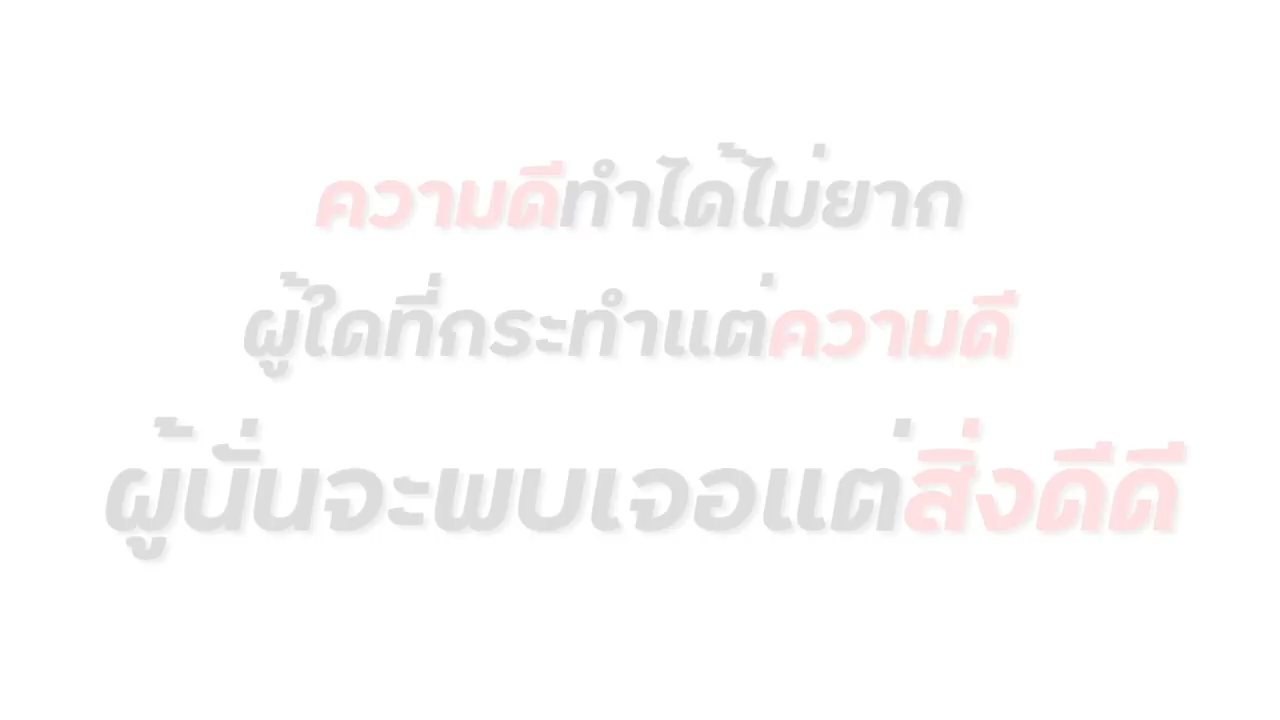 ความดีทำได้ไม่ยาก
ผู้ใดที่กระทำแต่ความดี
ผู้นั่นจะพบเจอแต่สิ่งดีดี